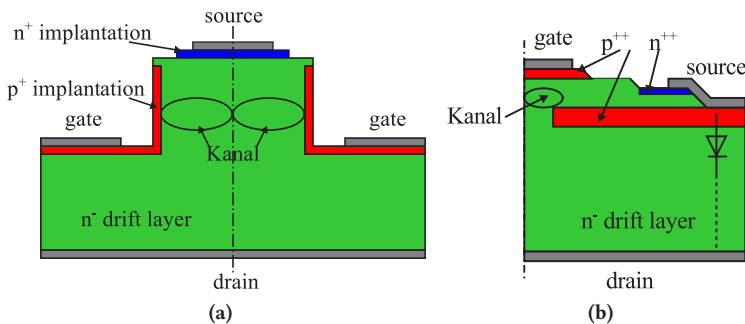 source
n+ implantation
p+ implantation
gate
gate
Kanal
n- drift layer
drain
(a)
gate
p++
n++
source
Kanal
n- drift layer
drain
(b)